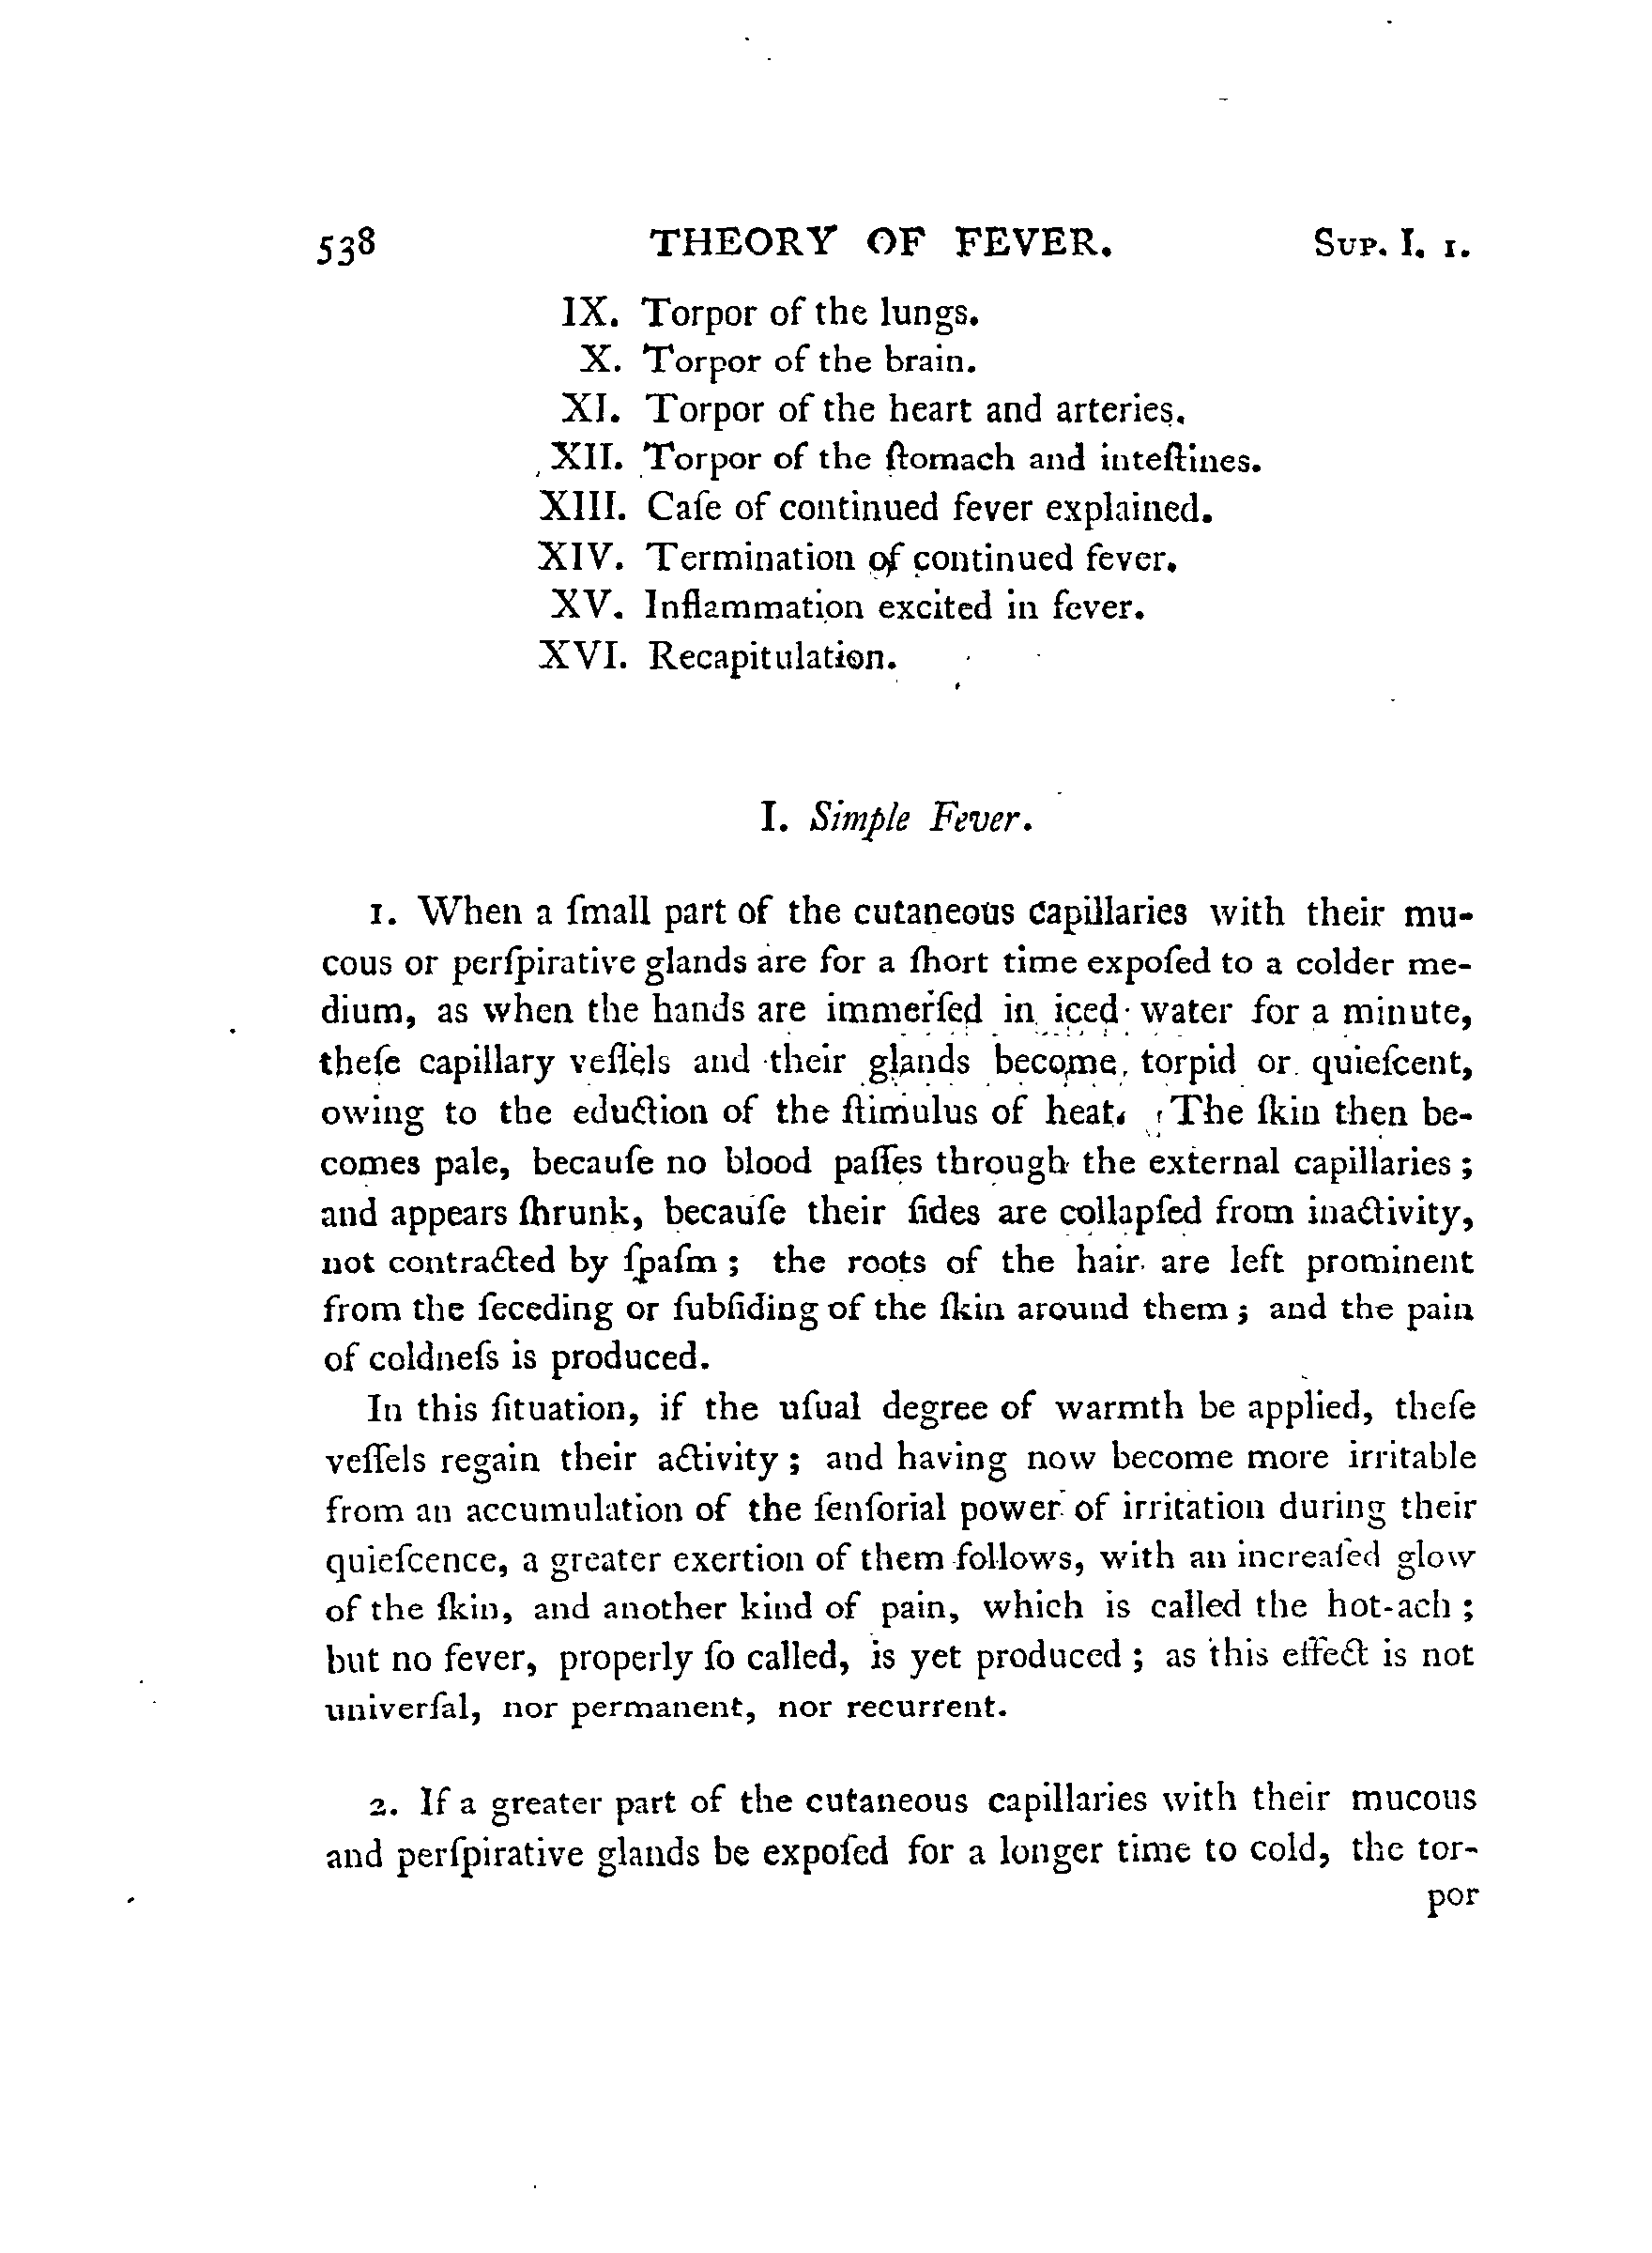 538 THEORY OF FEVER. SUP. I. 1.
IX. Torpor of the lungs.
X. Torpor of the brain.
XI. Torpor of the heart and arteries.
XII. Torpor of the ſtomach and inteſtines.
XIII. Caſe of continued fever explained.
XIV. Termination of continued fever.
XV. Inflammation excited in fever.
XVI. Recapitulation.
I. Simple Fever.
1. When a ſmall part of the cutaneous capillaries with their mu-
cous or perſpirative glands are for a ſhort time expoſed to a colder me-
dium, as when the hands are immerſed in iced water for a minute,
theſe capillary veſſels and their glands become torpid or quieſcent,
owing to the eduction of the ſtimulus of heat. The ſkin then be-
comes pale, becauſe no blood paſſes through the external capillaries;
and appears ſhrunk, becauſe their ſides are collapſed from inactivity,
not contracted by ſpaſm; the roots of the hair are left prominent
from the ſeceding or ſubſiding of the ſkin around them; and the pain
of coldneſs is produced.
In this ſituation, if the uſual degree of warmth be applied, theſe
veſſels regain their activity; and having now become more irritable
from an accumulation of the ſenſorial power of irritation during their
quieſcence, a greater exertion of them follows, with an increaſed glow
of the ſkin, and another kind of pain, which is called the hot-ach;
but no fever, properly ſo called, is yet produced; as this effect is not
univerſal, nor permanent, nor recurrent.
2. If a greater part of the cutaneous capillaries with their mucous
and perſpirative glands be expoſed for a longer time to cold, the tor-
por